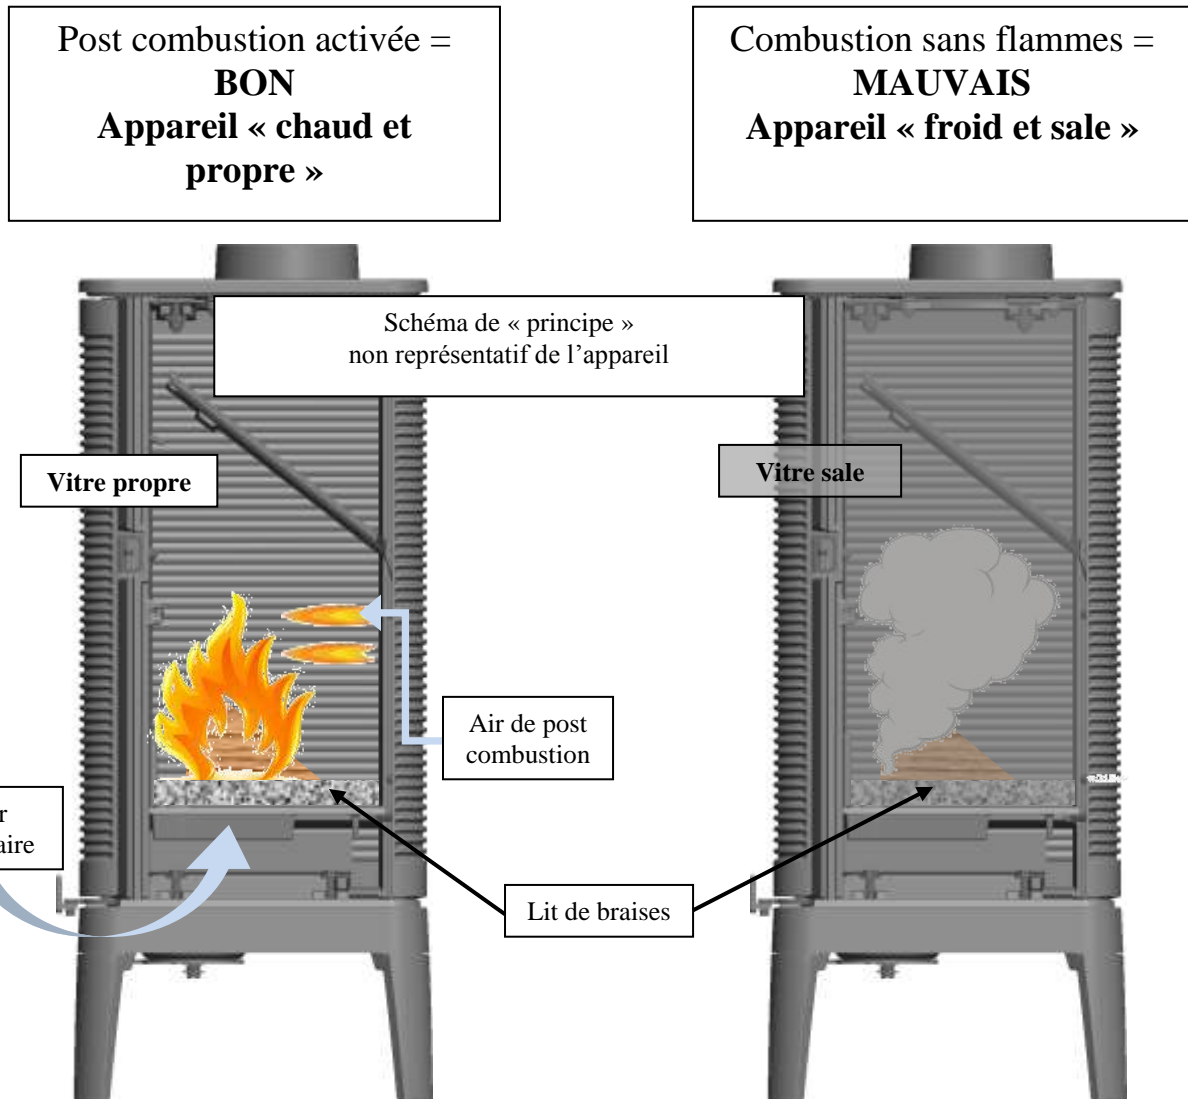 Post combustion activée =
BON
Appareil « chaud et
propre »
Combustion sans flammes =
MAUVAIS
Appareil « froid et sale »
Schéma de « principe »
non représentatif de l’appareil
Vitre propre
Vitre sale
Air de post
combustion
Lit de braises